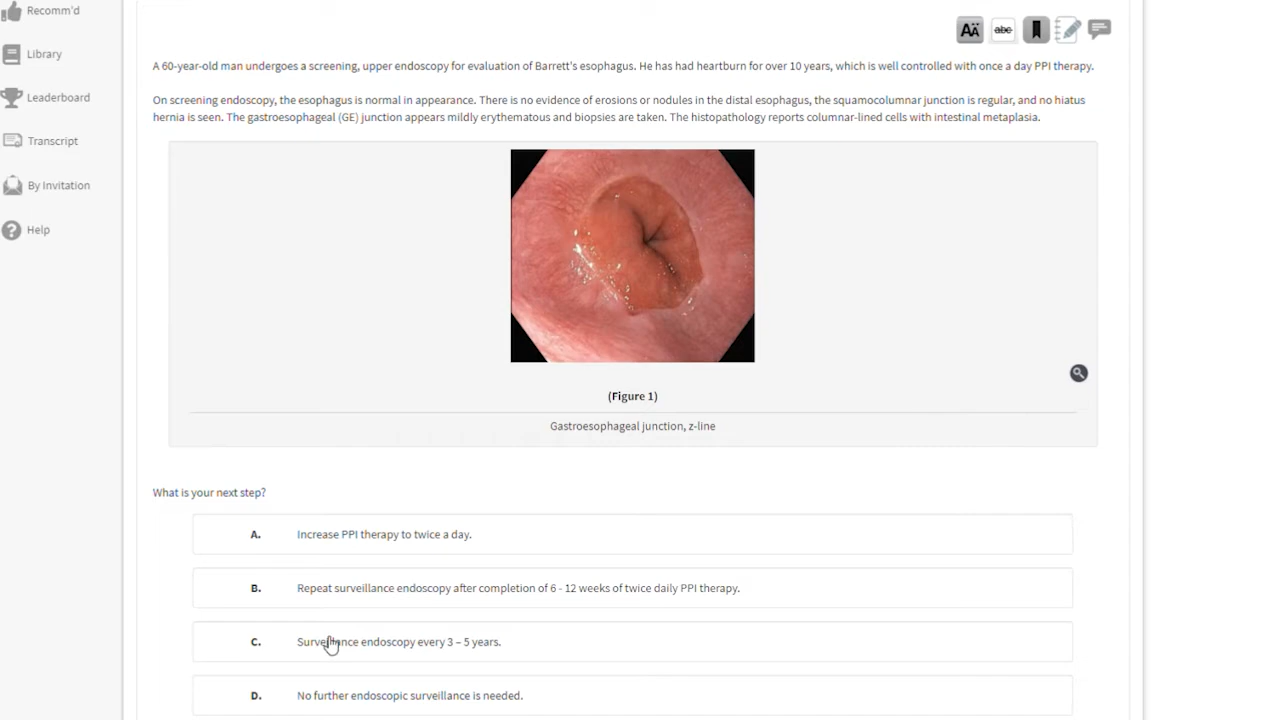 Recomm'd
Library
Leaderboard
Transcript
By Invitation
Help
AÄ
abc
A 60-year-old man undergoes a screening, upper endoscopy for evaluation of Barrett's esophagus. He has had heartburn for over 10 years, which is well controlled with once a day PPI therapy.
On screening endoscopy, the esophagus is normal in appearance. There is no evidence of erosions or nodules in the distal esophagus, the squamocolumnar junction is regular, and no hiatus
hernia is seen. The gastroesophageal (GE) junction appears mildly erythematous and biopsies are taken. The histopathology reports columnar-lined cells with intestinal metaplasia.
(Figure 1)
Gastroesophageal junction, z-line
What is your next step?
A. Increase PPI therapy to twice a day.
B. Repeat surveillance endoscopy after completion of 6 - 12 weeks of twice daily PPI therapy.
C. Surveillance endoscopy every 3 – 5 years.
D. No further endoscopic surveillance is needed.